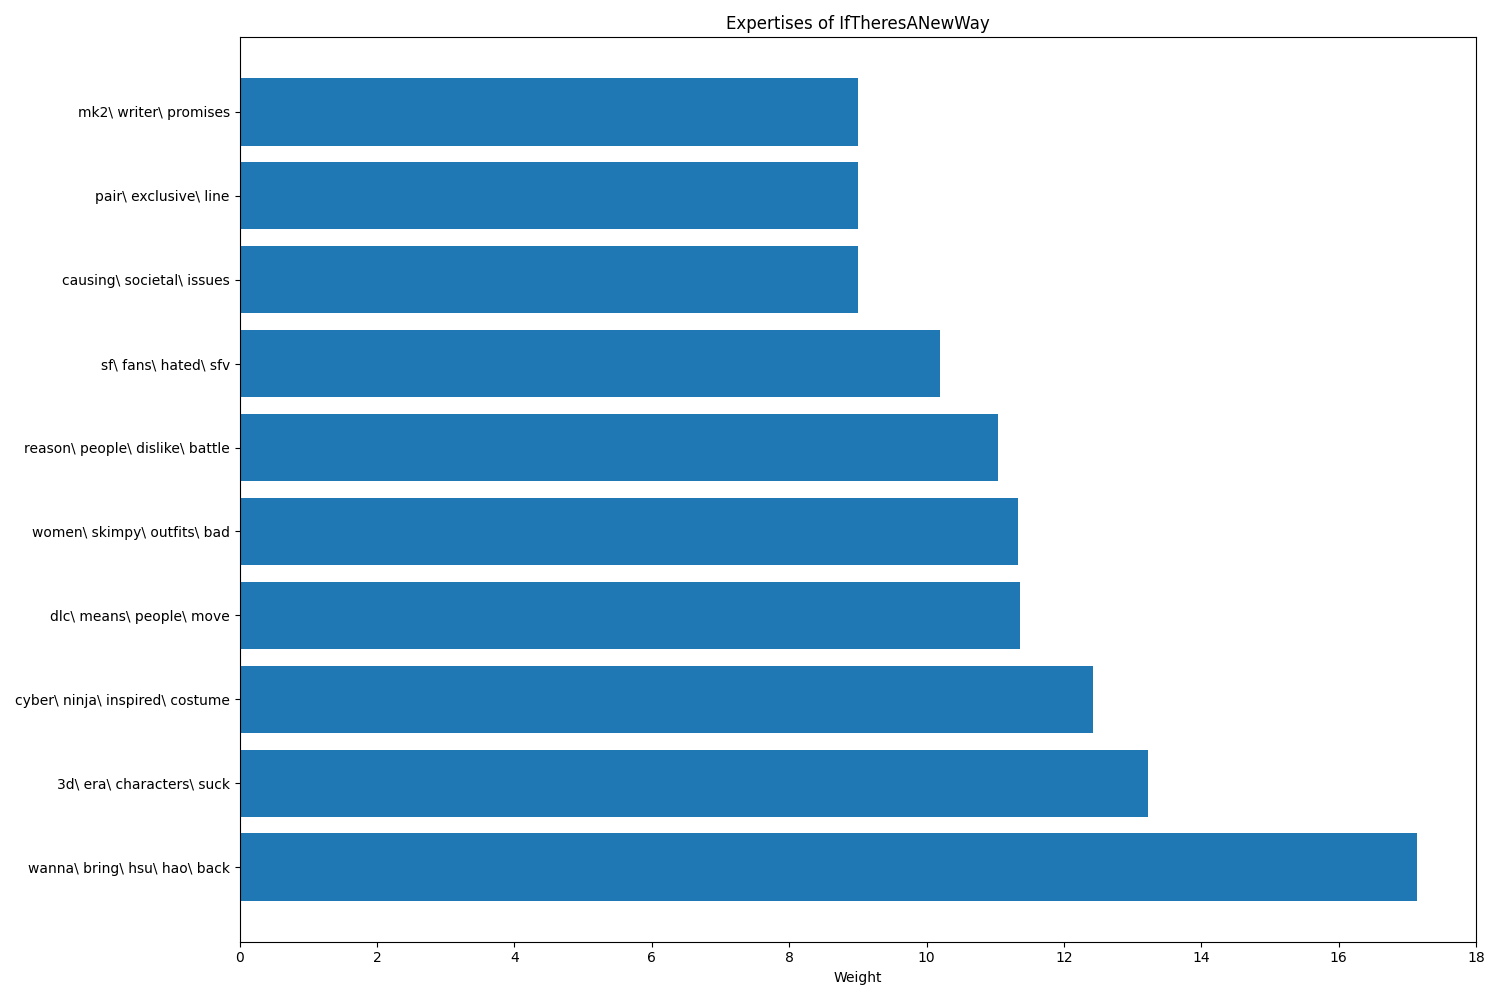 Expertises of IfTheresANewWay
mk2\ writer\ promises
pair\ exclusive\ line
causing\ societal\ issues
sf\ fans\ hated\ sfv
reason\ people\ dislike\ battle
women\ skimpy\ outfits\ bad
dlc\ means\ people\ move
cyber\ ninja\ inspired\ costume
3d\ era\ characters\ suck
wanna\ bring\ hsu\ hao\ back
0 2 4 6 8 10 12 14 16 18
Weight